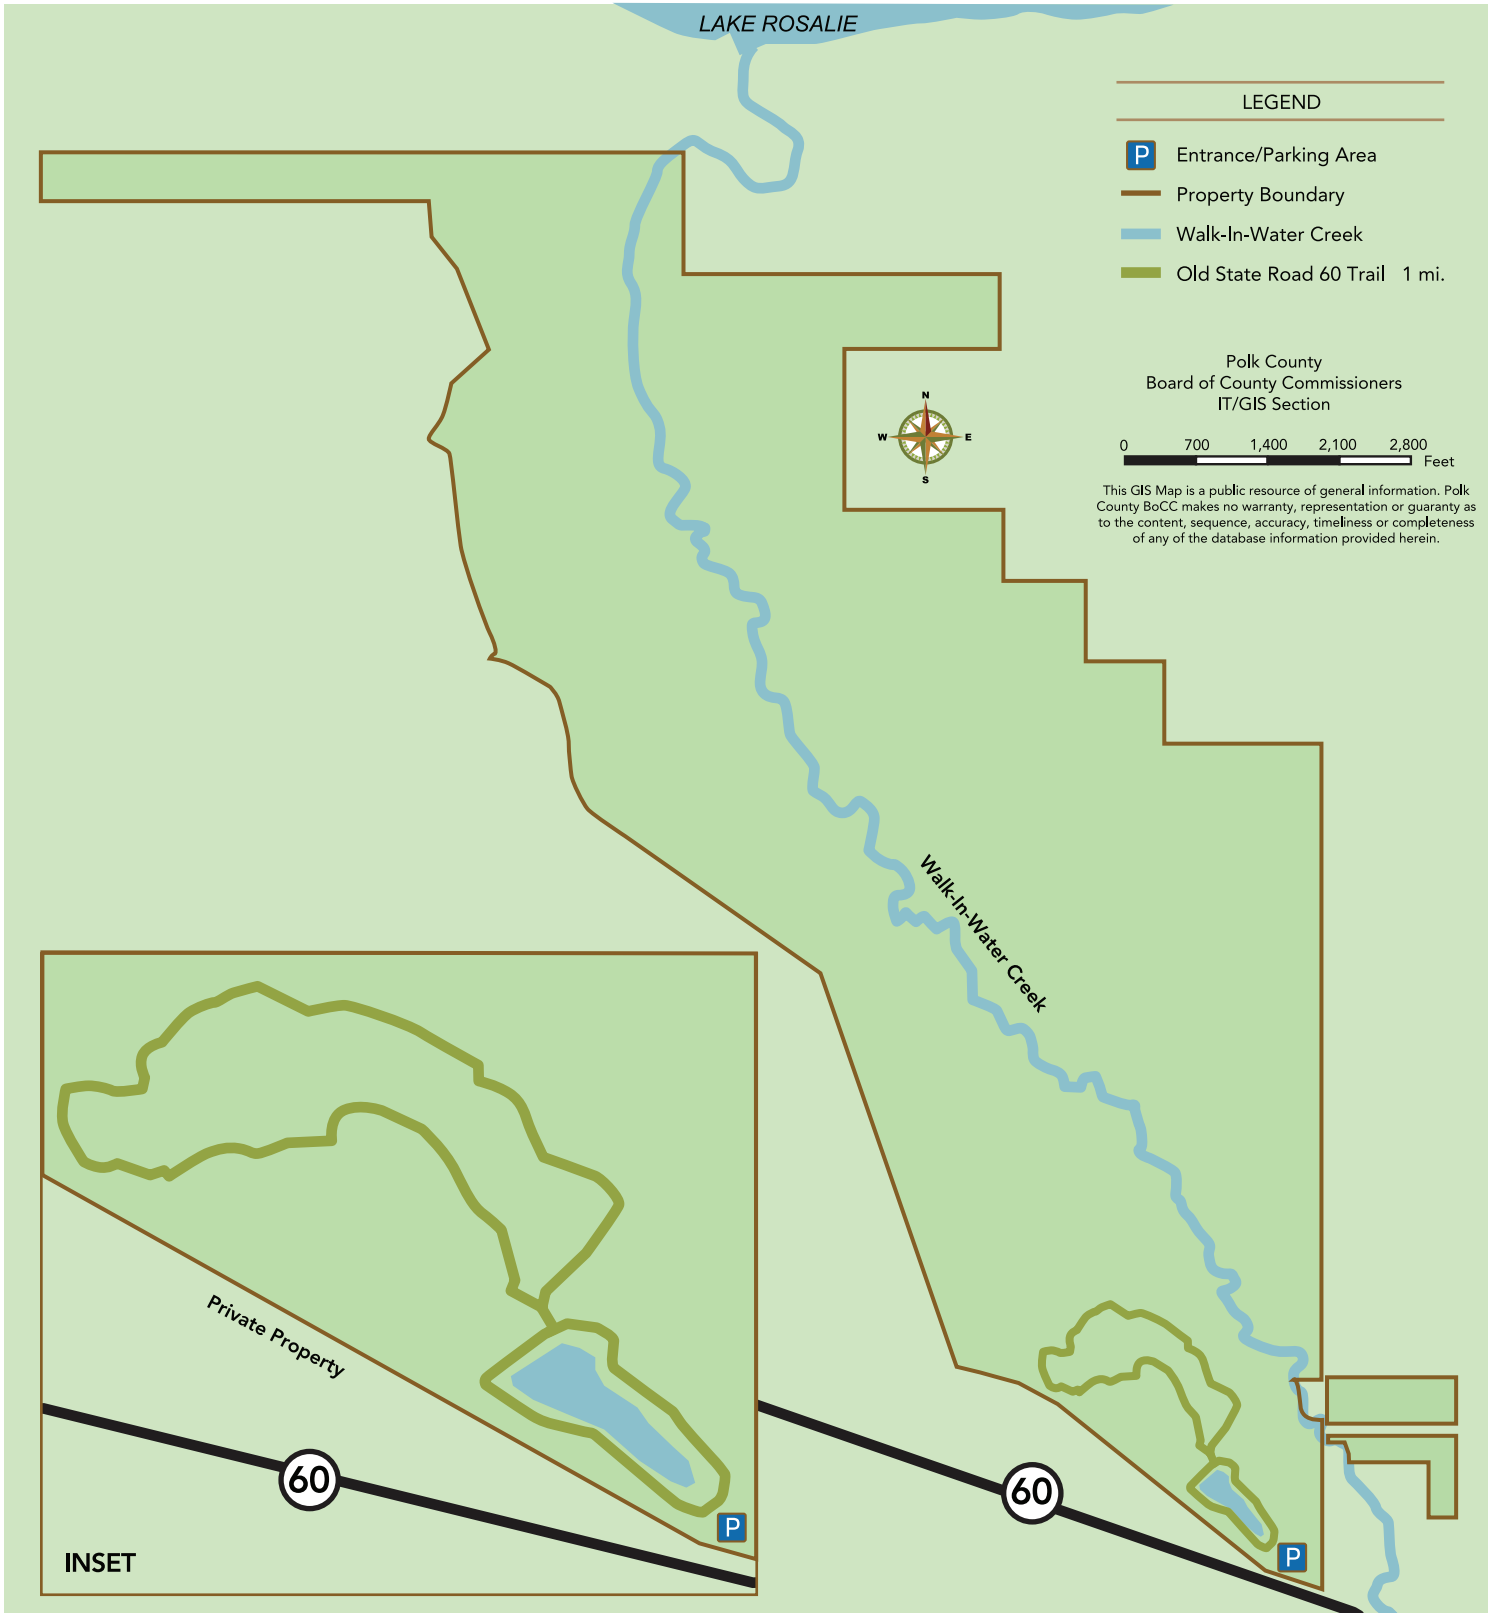 LAKE ROSALIE
LEGEND
P Entrance/Parking Area
Property Boundary
Walk-In-Water Creek
Old State Road 60 Trail 1 mi.
Polk County
Board of County Commissioners
IT/GIS Section
0 700 1,400 2,100 2,800
Feet
This GIS Map is a public resource of general information. Polk
County BoCC makes no warranty, representation or guaranty as
to the content, sequence, accuracy, timeliness or completeness
of any of the database information provided herein.
N
W E
S
Walk-In-Water Creek
Private Property
60
P
INSET
60
P